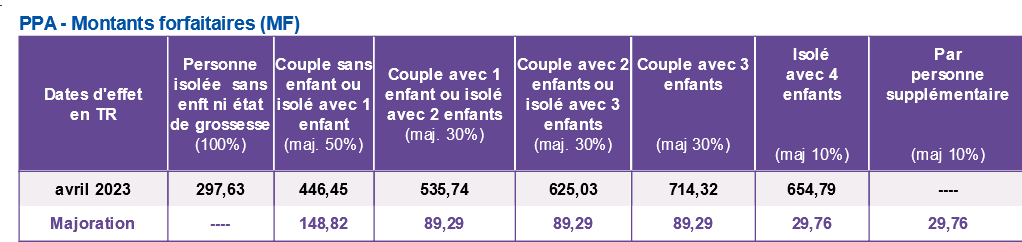 PPA - Montants forfaitaires (MF)
Dates d'effet
en TR
Personne
isolée sans
enft ni état
de grossesse
(100%)
Couple sans
enfant ou
isolé avec 1
enfant
(maj. 50%)
Couple avec 1
enfant ou isolé
avec 2 enfants
(maj. 30%)
Couple avec 2
enfants ou
isolé avec 3
enfants
(maj. 30%)
Couple avec 3
enfants
(maj 30%)
Isolé
avec 4
enfants
(maj 10%)
Par
personne
supplémentaire
(maj 10%)
avril 2023 297,63 446,45 535,74 625,03 714,32 654,79 ----
Majoration ---- 148,82 89,29 89,29 89,29 29,76 29,76